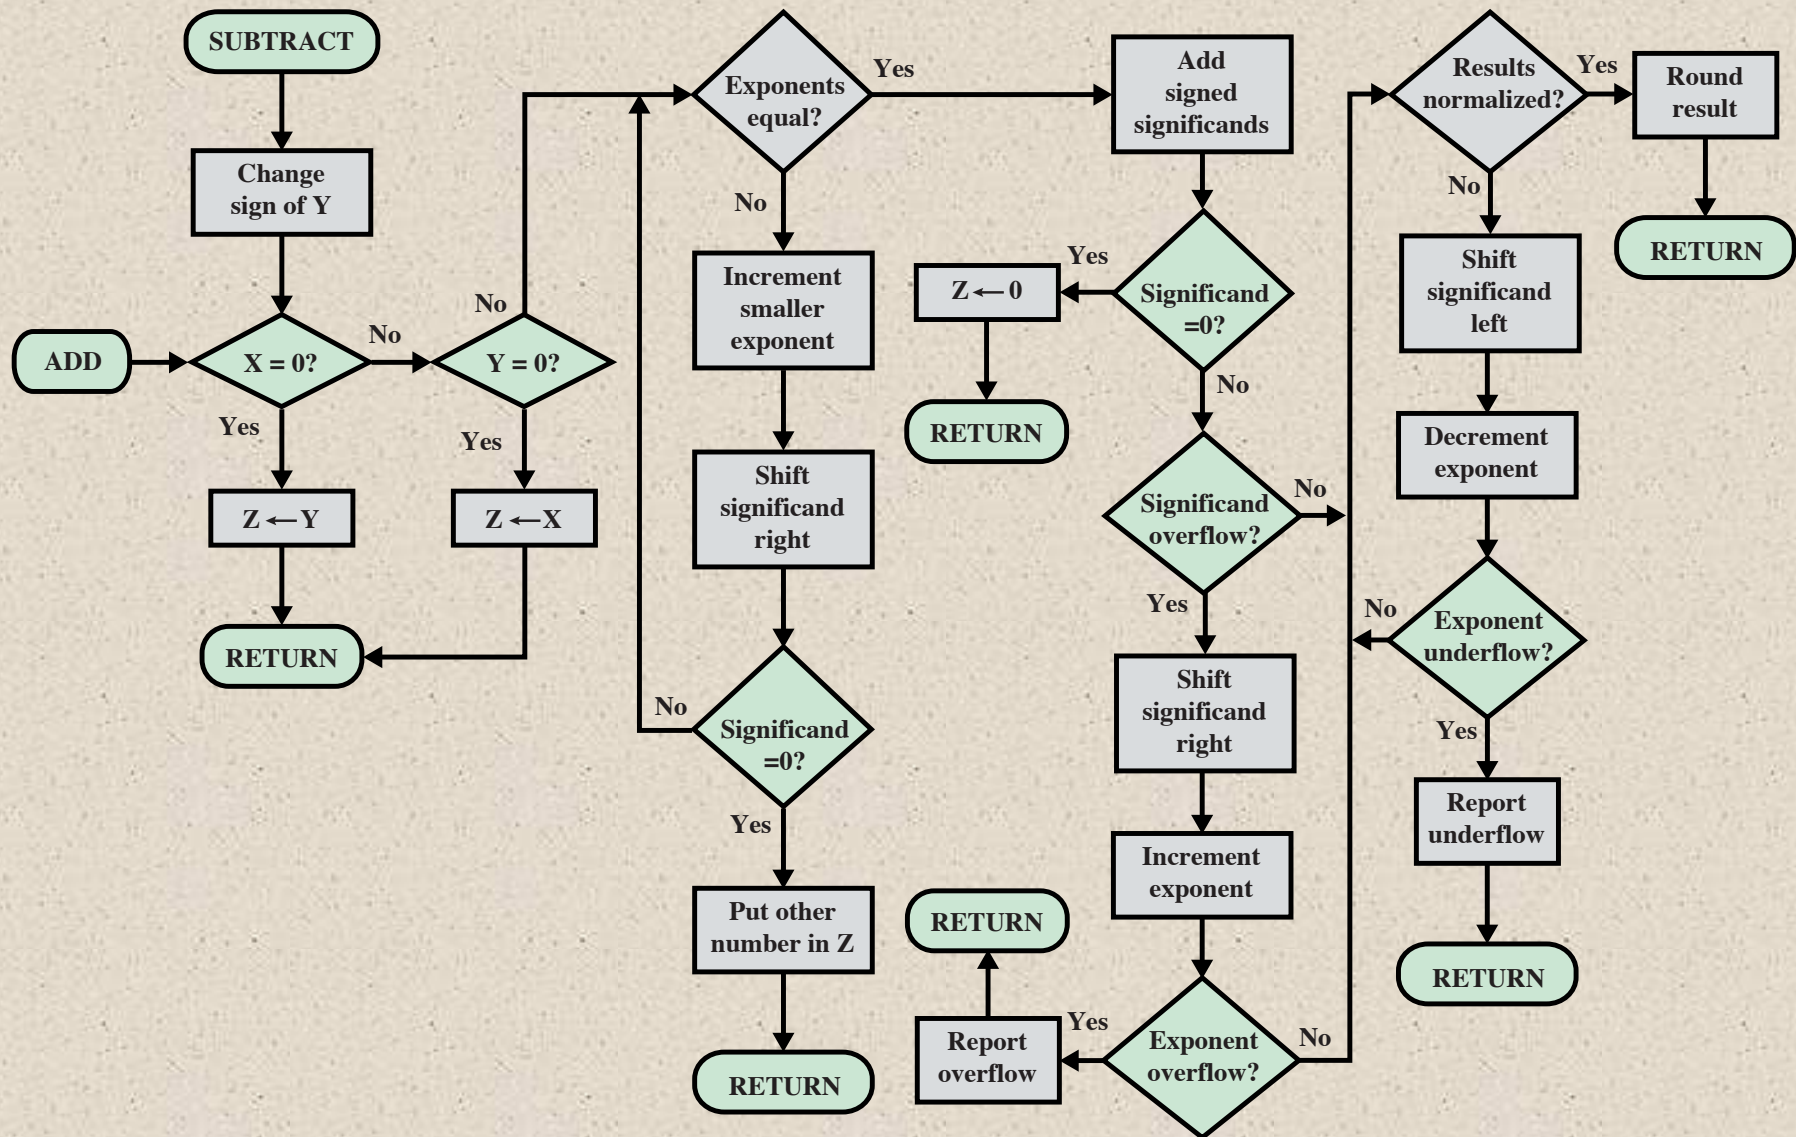 SUBTRACT
Change
sign of Y
ADD
X = 0?
No
Yes
Z ← Y
RETURN
Y = 0?
No
Yes
Z ← X
Exponents
equal?
Yes
No
Increment
smaller
exponent
Shift
significand
right
Significand
=0?
No
Yes
Put other
number in Z
RETURN
Add
signed
significands
Significand
=0?
Yes
Z ← 0
RETURN
No
Significand
overflow?
No
Yes
Shift
significand
right
Increment
exponent
Exponent
overflow?
Yes
Report
overflow
RETURN
No
Results
normalized?
Yes
Round
result
RETURN
No
Shift
significand
left
Decrement
exponent
Exponent
underflow?
No
Yes
Report
underflow
RETURN